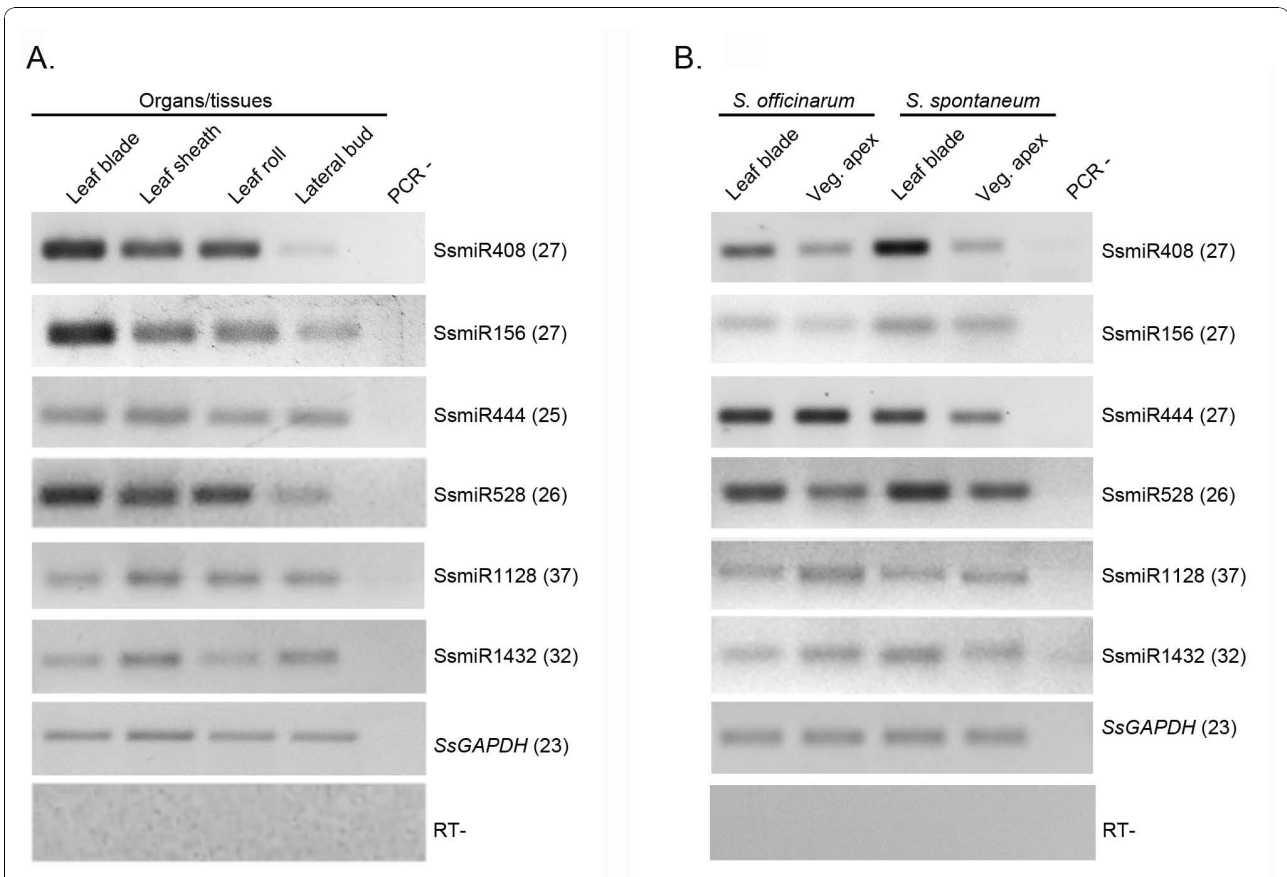 A.
Organs/tissues
Leaf blade
Leaf sheath
Leaf roll
Lateral bud
PCR -
SsmiR408 (27)
SsmiR156 (27)
SsmiR444 (25)
SsmiR528 (26)
SsmiR1128 (37)
SsmiR1432 (32)
SsGAPDH (23)
RT-
B.
S. officinarum
S. spontaneum
Leaf blade
Veg. apex
Leaf blade
Veg. apex
PCR -
SsmiR408 (27)
SsmiR156 (27)
SsmiR444 (27)
SsmiR528 (26)
SsmiR1128 (37)
SsmiR1432 (32)
SsGAPDH (23)
RT-